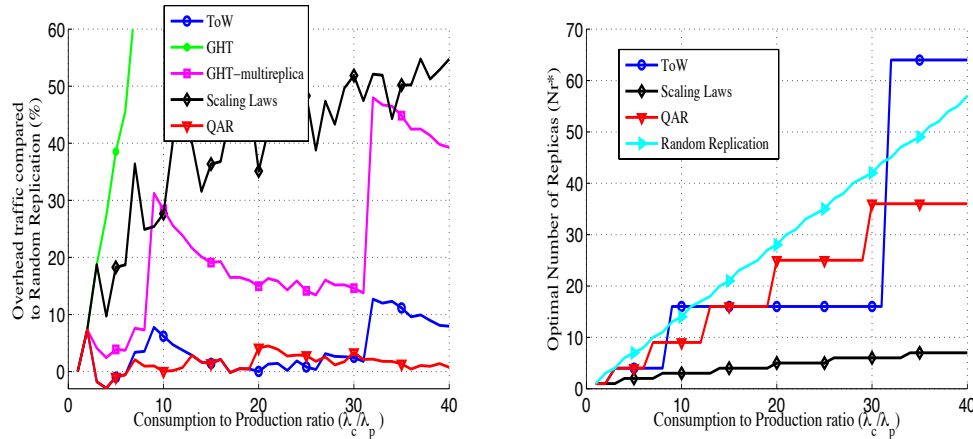 Overhead traffic compared
to Random Replication (%)
60
50
40
30
20
10
0
ToW
GHT
GHT−multireplica
Scaling Laws
QAR
0
10
20
30
40
Consumption to Production ratio (λc/λp)
Optimal Number of Replicas (Nr*)
70
60
50
40
30
20
10
0
ToW
Scaling Laws
QAR
Random Replication
0
10
20
30
40
Consumption to Production ratio (λc/λp)